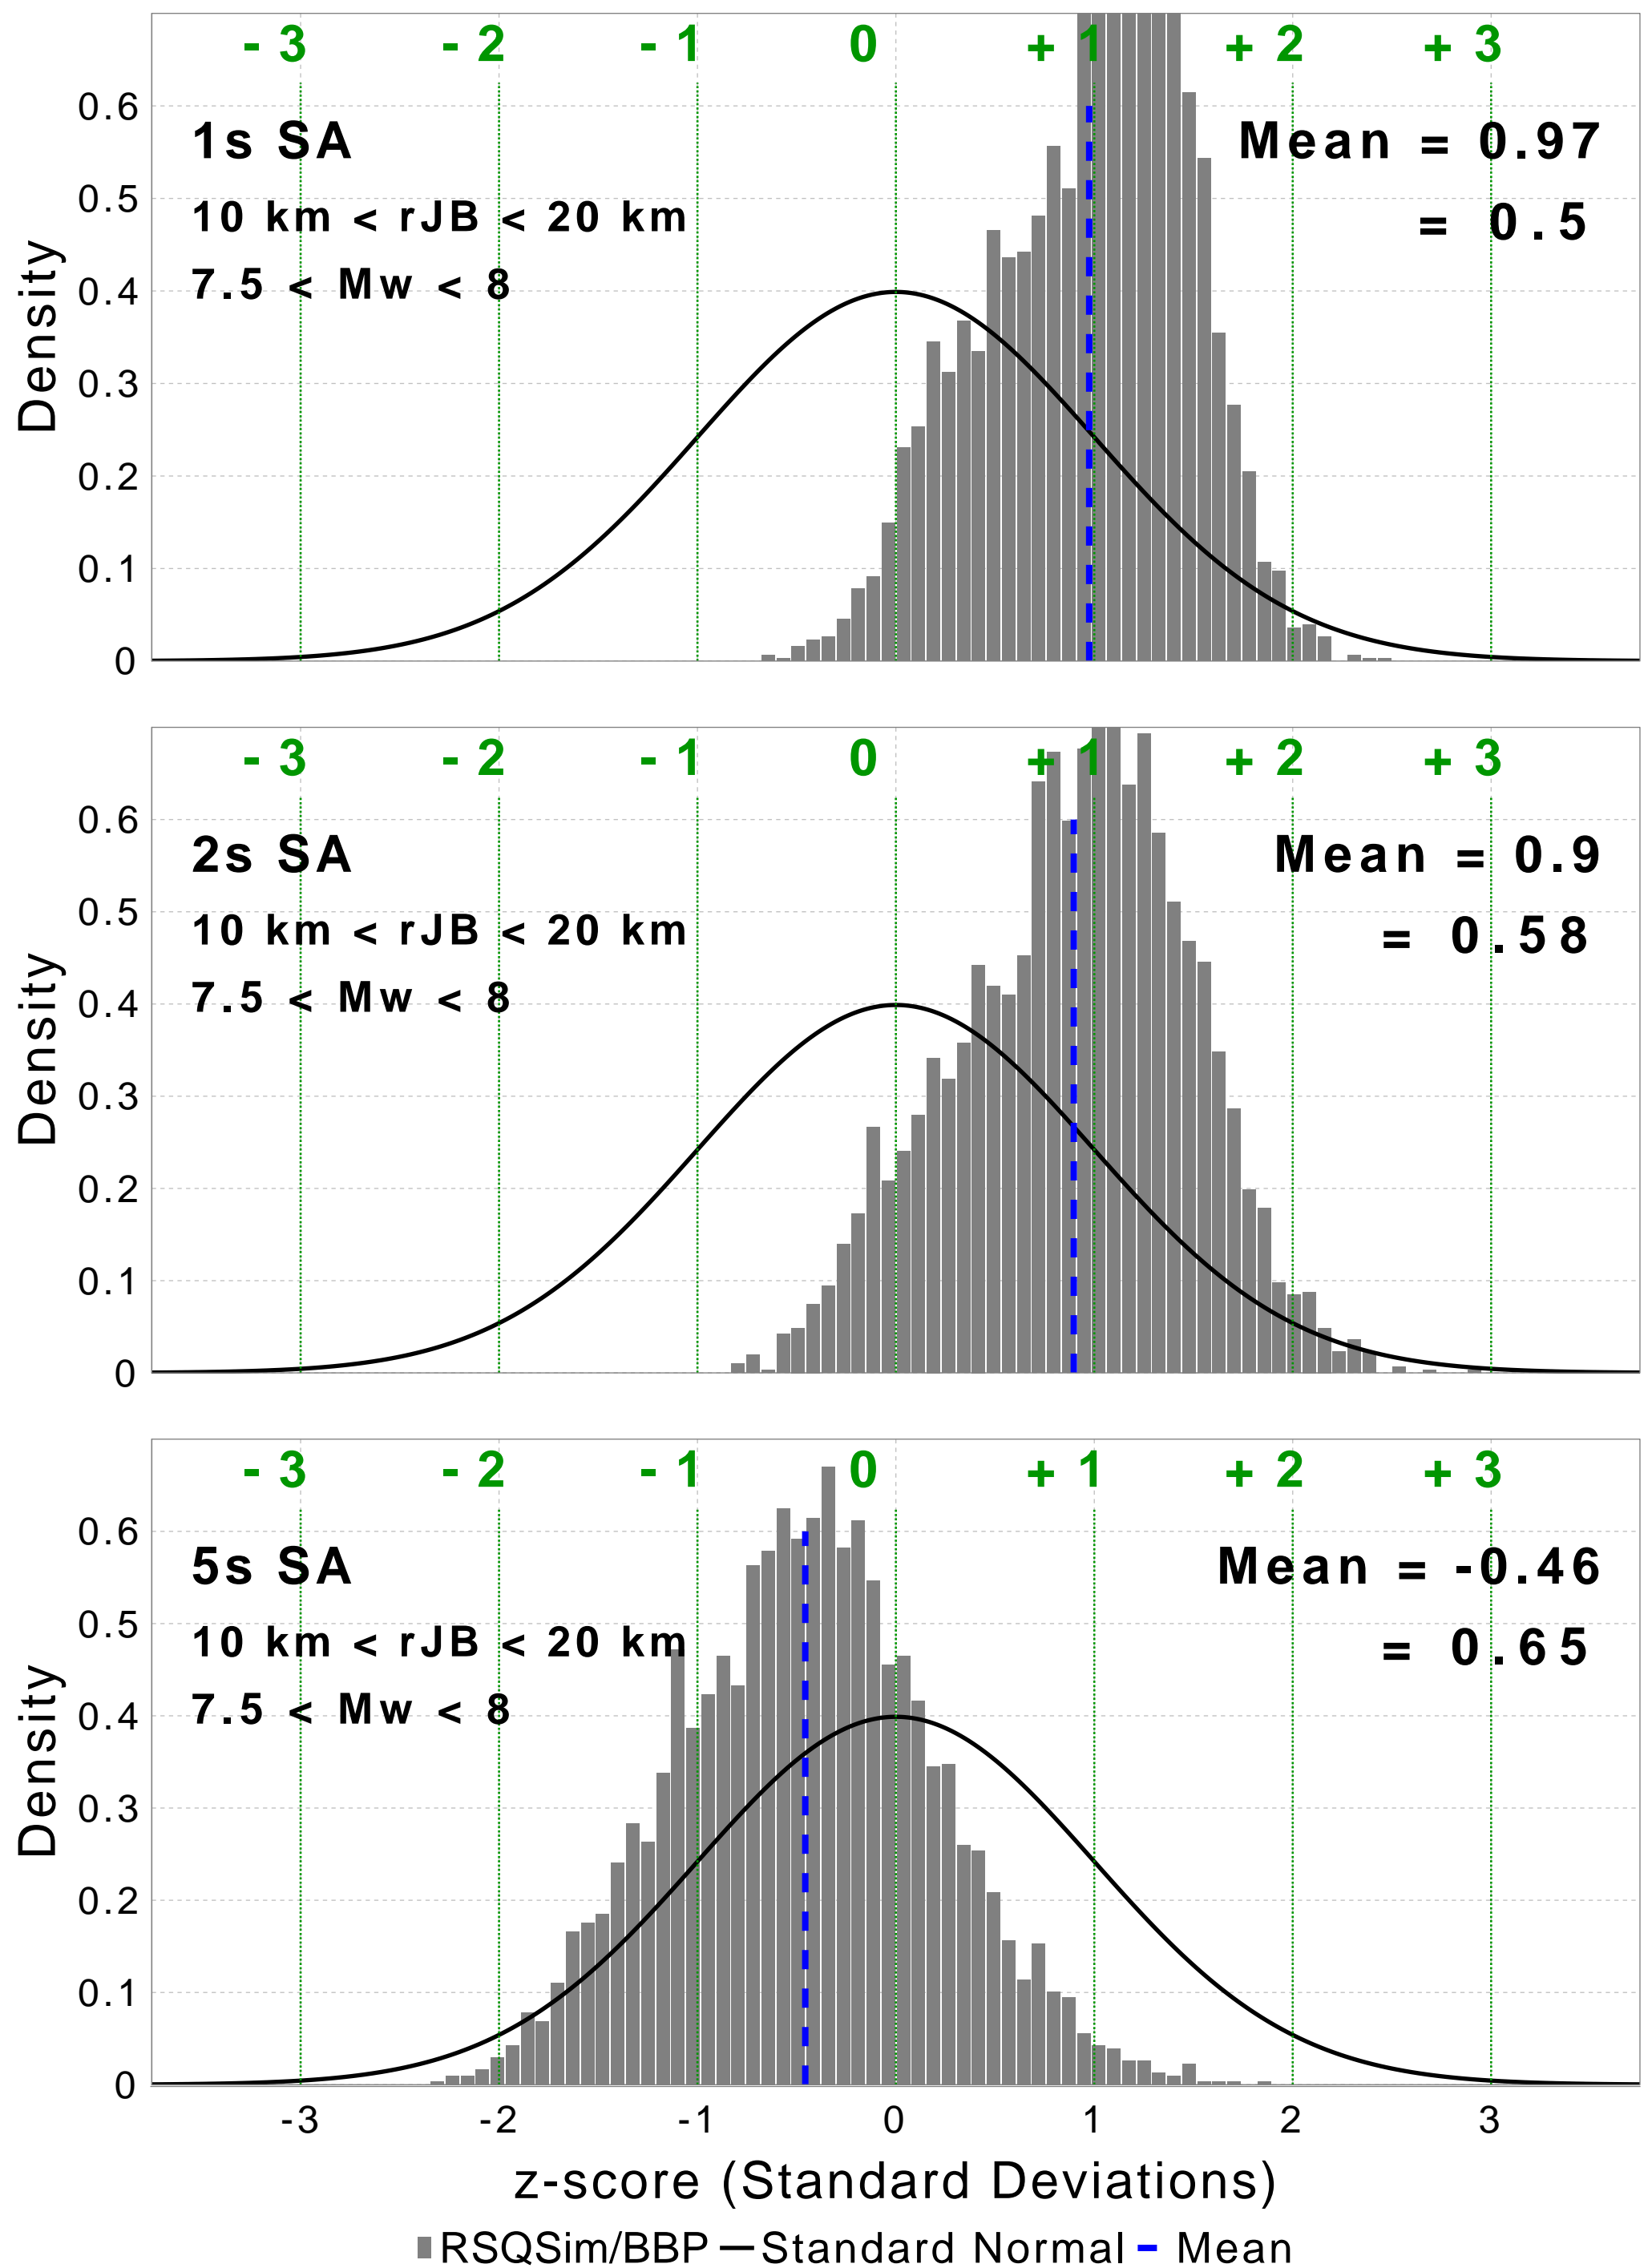 - 3 - 2 - 1 0 + 1 + 2 + 3
0.6
1s SA Mean = 0.97
0.5
10 km < rJB < 20 km = 0.5
7.5 < Mw < 8
0.4
Density
0.3
0.2
0.1
0
- 3 - 2 - 1 0 + 1 + 2 + 3
0.6
2s SA Mean = 0.9
0.5
10 km < rJB < 20 km = 0.58
7.5 < Mw < 8
0.4
Density
0.3
0.2
0.1
0
- 3 - 2 - 1 0 + 1 + 2 + 3
0.6
5s SA Mean = -0.46
0.5
10 km < rJB < 20 km = 0.65
7.5 < Mw < 8
0.4
Density
0.3
0.2
0.1
0
-3 -2 -1 0 1 2 3
z-score (Standard Deviations)
RSQSim/BBP Standard Normal Mean